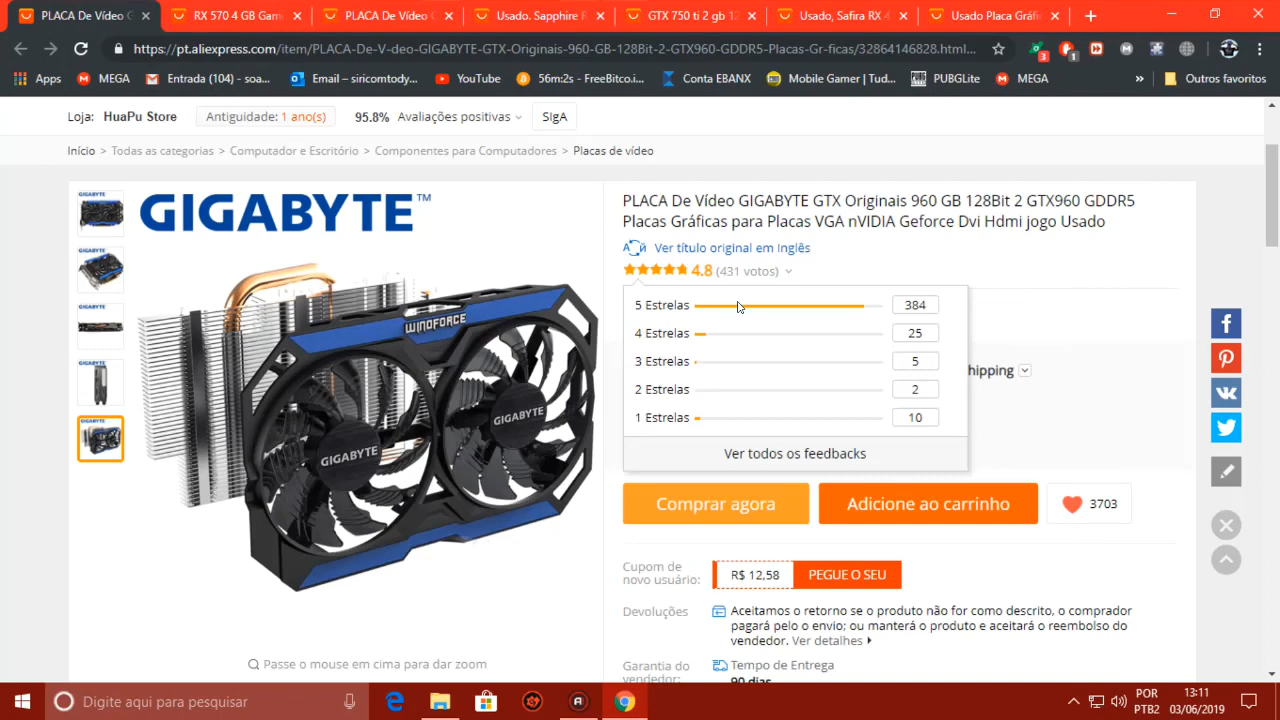 PLACA De Vídeo G
RX 570 4 GB Gam
PLACA De Vídeo G
Usado. Sapphire R
GTX 750 ti 2 gb 12
Usado, Safira RX 4
Usado Placa Gráfi
https://pt.aliexpress.com/item/PLACA-De-V-deo-GIGABYTE-GTX-Originais-960-GB-128Bit-2-GTX960-GDDR5-Placas-Gr-ficas/32864146828.html...
3
1
Apps
MEGA
Entrada (104) - soa...
Email – siricomtody...
YouTube
56m:2s - FreeBitco.i...
Conta EBANX
Mobile Gamer | Tud...
PUBGLite
MEGA
»
Outros favoritos
Loja: HuaPu Store
Antiguidade: 1 ano(s)
95.8% Avaliações positivas
SIgA
Início > Todas as categorias > Computador e Escritório > Componentes para Computadores > Placas de vídeo
GIGABYTE™
WINDFORCE
GIGABYTE
GIGABYTE
Passe o mouse em cima para dar zoom
PLACA De Vídeo GIGABYTE GTX Originais 960 GB 128Bit 2 GTX960 GDDR5
Placas Gráficas para Placas VGA nVIDIA Geforce Dvi Hdmi jogo Usado
Ver título original em Inglês
4.8 (431 votos)
5 Estrelas 384
4 Estrelas 25
3 Estrelas 5
2 Estrelas 2
1 Estrelas 10
Ver todos os feedbacks
hipping
Comprar agora
Adicione ao carrinho
3703
Cupom de
novo usuário:
R$ 12,58
PEGUE O SEU
Devoluções
Aceitamos o retorno se o produto não for como descrito, o comprador
pagará pelo o envio; ou manterá o produto e aceitará o reembolso do
vendedor. Ver detalhes
Garantia do
vendedor:
Tempo de Entrega
90 dias
Digite aqui para pesquisar
POR
PTB2
13:11
03/06/2019